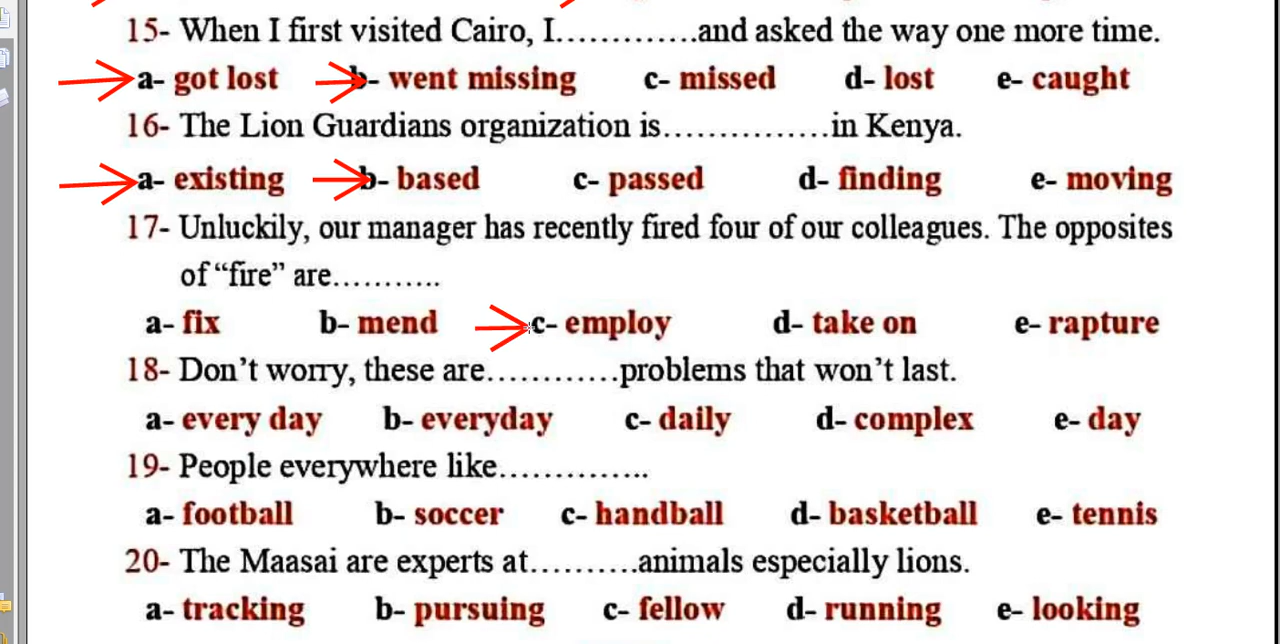 15- When I first visited Cairo, I.............and asked the way one more time.
a- got lost b- went missing c- missed d- lost e- caught
16- The Lion Guardians organization is...............in Kenya.
a- existing b- based c- passed d- finding e- moving
17- Unluckily, our manager has recently fired four of our colleagues. The opposites
of “fire” are...........
a- fix b- mend c- employ d- take on e- rapture
18- Don’t worry, these are............problems that won’t last.
a- every day b- everyday c- daily d- complex e- day
19- People everywhere like..............
a- football b- soccer c- handball d- basketball e- tennis
20- The Maasai are experts at..........animals especially lions.
a- tracking b- pursuing c- fellow d- running e- looking